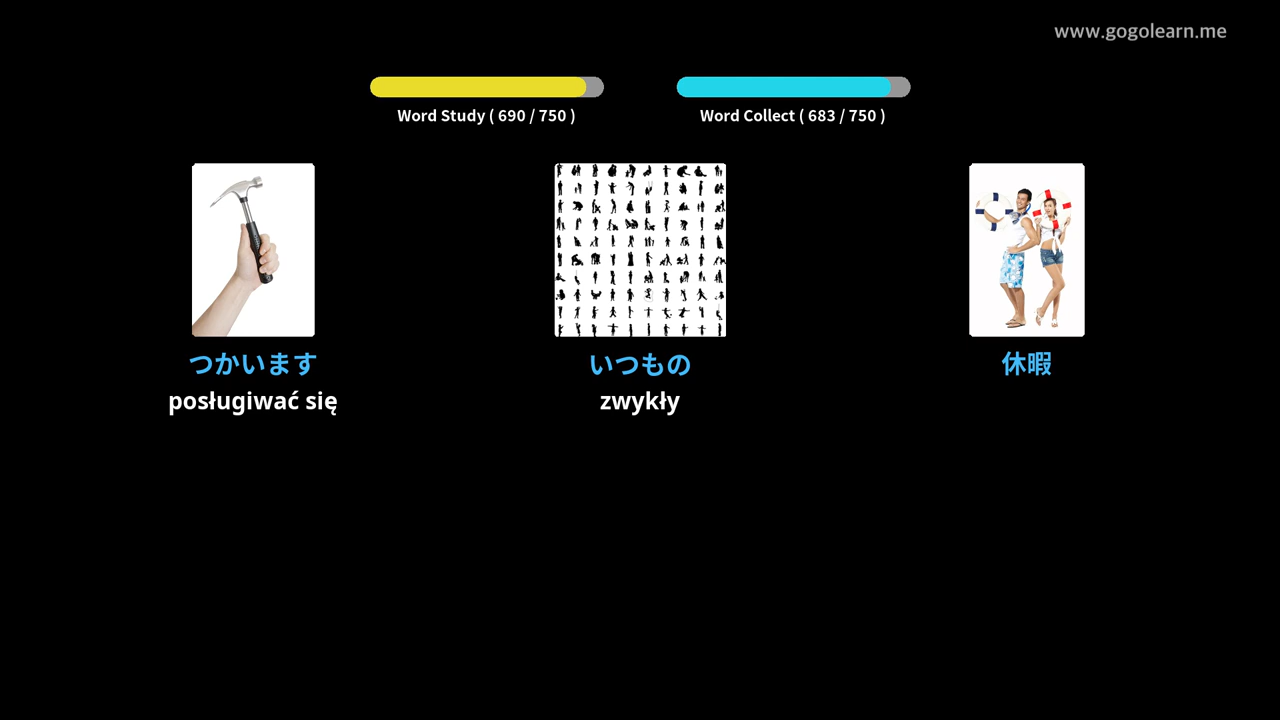 www.gogolearn.me
Word Study ( 690 / 750 )
Word Collect ( 683 / 750 )
つかいます
posługiwać się
いつもの
zwykły
休暇